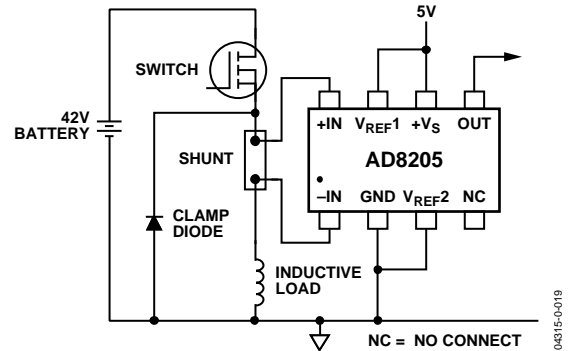 5V
SWITCH
42V
BATTERY
+IN VREF1 +VS OUT
SHUNT
AD8205
–IN GND VREF2 NC
CLAMP
DIODE
INDUCTIVE
LOAD
NC = NO CONNECT
04315-0-019